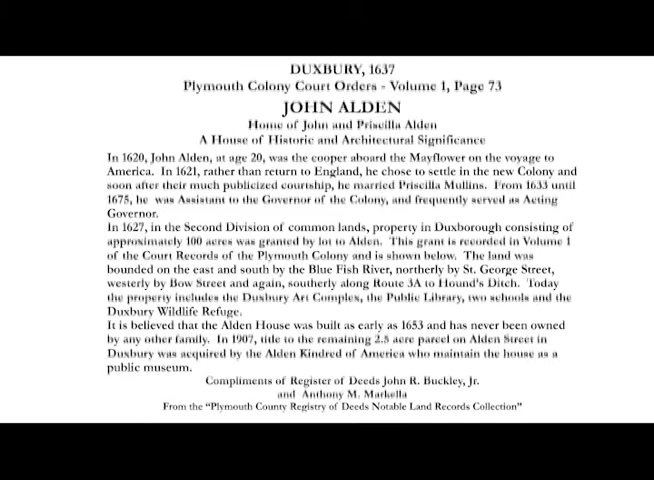 DUXBURY, 1637
Plymouth Colony Court Orders - Volume 1, Page 73
JOHN ALDEN
Home of John and Priscilla Alden
A House of Historic and Architectural Significance
In 1620, John Alden, at age 20, was the cooper aboard the Mayflower on the voyage to
America. In 1621, rather than return to England, he chose to settle in the new Colony and
soon after their much publicized courtship, he married Priscilla Mullins. From 1633 until
1675, he was Assistant to the Governor of the Colony, and frequently served as Acting
Governor.
In 1627, in the Second Division of common lands, property in Duxborough consisting of
approximately 100 acres was granted by lot to Alden. This grant is recorded in Volume 1
of the Court Records of the Plymouth Colony and is shown below. The land was
bounded on the east and south by the Blue Fish River, northerly by St. George Street,
westerly by Bow Street and again, southerly along Route 3A to Hound's Ditch. Today
the property includes the Duxbury Art Complex, the Public Library, two schools and the
Duxbury Wildlife Refuge.
It is believed that the Alden House was built as early as 1653 and has never been owned
by any other family. In 1907, title to the remaining 2.5 acre parcel on Alden Street in
Duxbury was acquired by the Alden Kindred of America who maintain the house as a
public museum.
Compliments of Register of Deeds John R. Buckley, Jr.
and Anthony M. Markella
From the "Plymouth County Registry of Deeds Notable Land Records Collection"